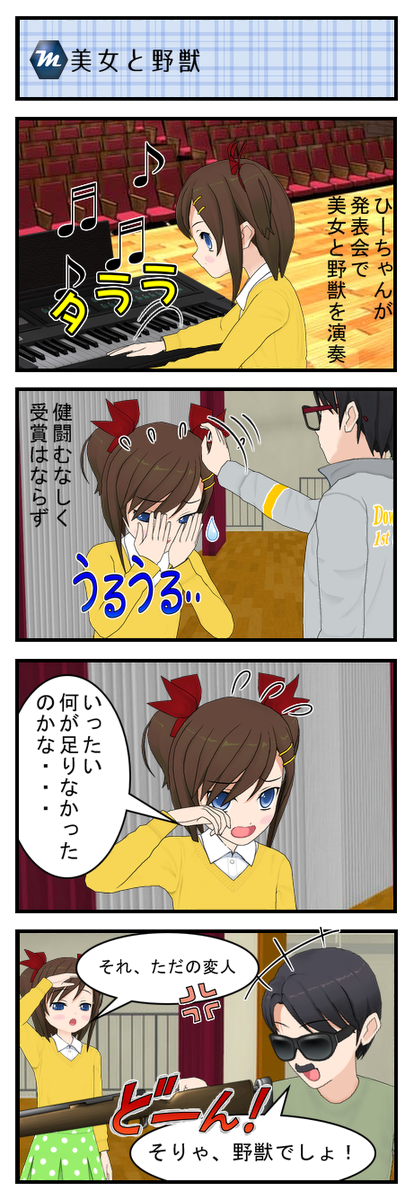 m
美女と野獣
ひーちゃんが
発表会で
美女と野獣を演奏
タララ
健闘むなしく
受賞はならず
うるうる‥
Dow
1st
いったい
何が足りなかった
のかな・・・
それ、ただの変人
どーん！
そりゃ、野獣でしょ！